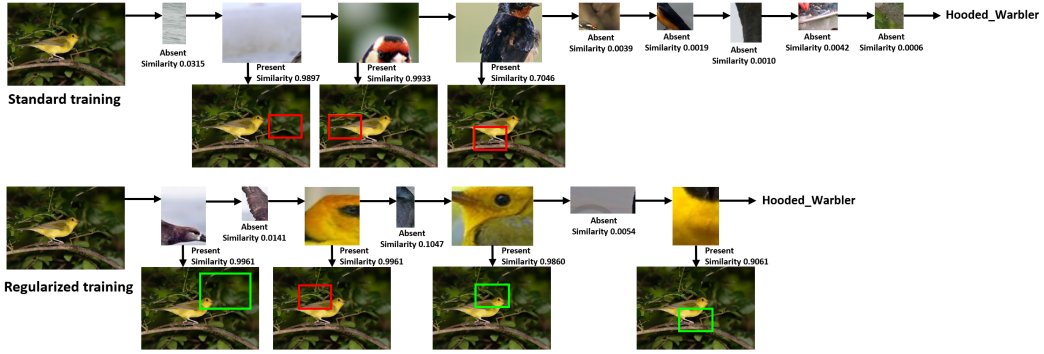 Absent
Similarity 0.0315
Present
Similarity 0.9897
Present
Similarity 0.9933
Present
Similarity 0.7046
Absent
Similarity 0.0039
Absent
Similarity 0.0019
Absent
Similarity 0.0010
Absent
Similarity 0.0042
Absent
Similarity 0.0006
Hooded_Warbler
Standard training
Present
Similarity 0.9961
Absent
Similarity 0.0141
Present
Similarity 0.9961
Absent
Similarity 0.1047
Present
Similarity 0.9860
Absent
Similarity 0.0054
Present
Similarity 0.9061
Hooded_Warbler
Regularized training